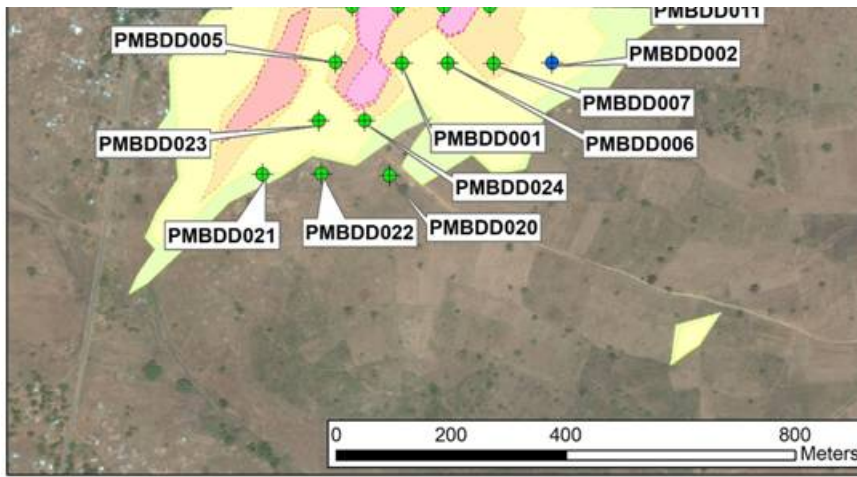 PMBDD011
PMBDD005
PMBDD002
PMBDD007
PMBDD001
PMBDD023
PMBDD006
PMBDD024
PMBDD021
PMBDD022
PMBDD020
0 200 400 800
Meters